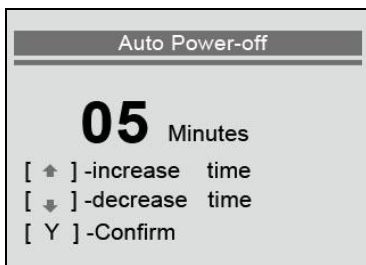 Auto Power-off
05 Minutes
[ ↑ ] -increase time
[ ↓ ] -decrease time
[ Y ] -Confirm